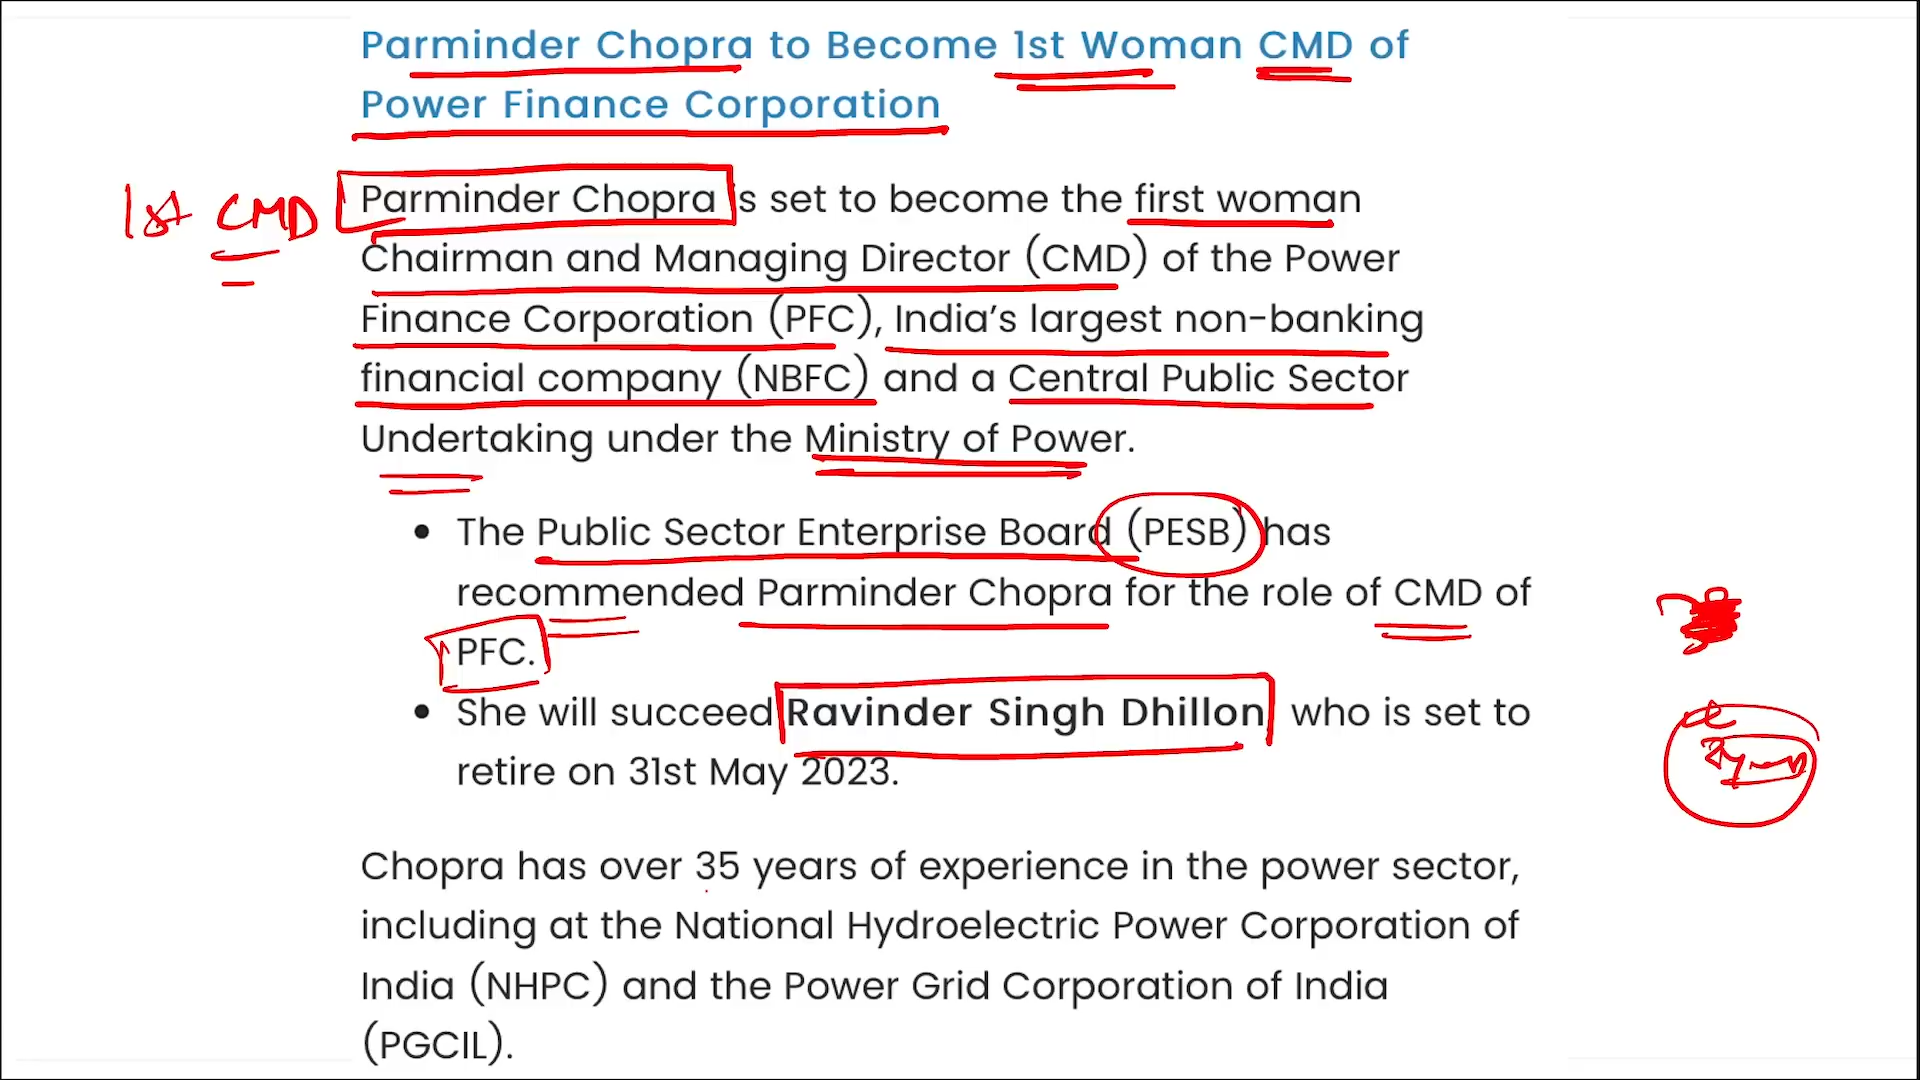 Parminder Chopra to Become 1st Woman CMD of
Power Finance Corporation
1st CMD
Parminder Chopra is set to become the first woman
Chairman and Managing Director (CMD) of the Power
Finance Corporation (PFC), India’s largest non-banking
financial company (NBFC) and a Central Public Sector
Undertaking under the Ministry of Power.
• The Public Sector Enterprise Board (PESB) has
recommended Parminder Chopra for the role of CMD of
PFC.
• She will succeed Ravinder Singh Dhillon who is set to
retire on 31st May 2023.
Chopra has over 35 years of experience in the power sector,
including at the National Hydroelectric Power Corporation of
India (NHPC) and the Power Grid Corporation of India
(PGCIL).